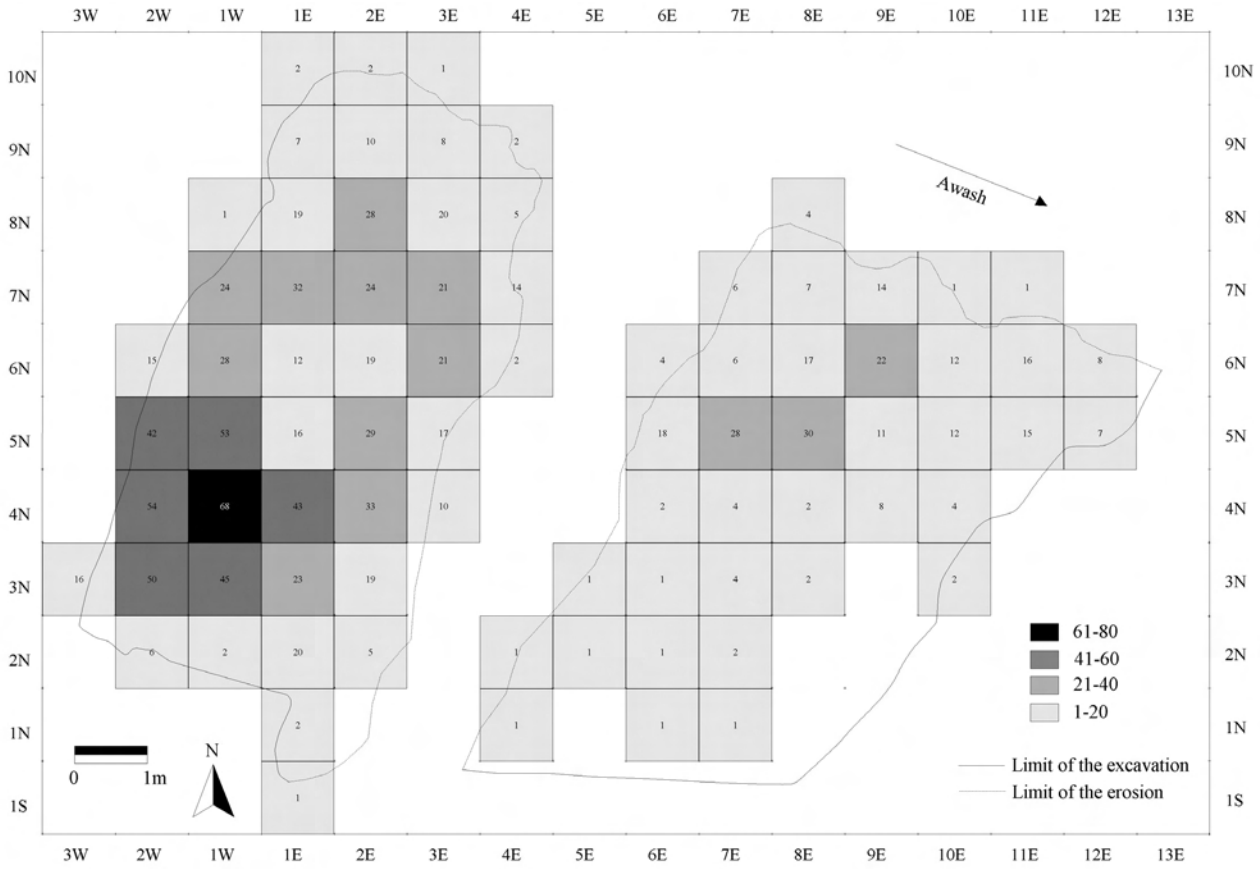 3W 2W 1W 1E 2E 3E 4E 5E 6E 7E 8E 9E 10E 11E 12E 13E
10N 2 2 1 10N
9N 7 10 8 2 9N
Awash
8N 1 19 28 20 5 4 8N
7N 24 32 24 21 14 6 7 14 1 1 7N
6N 15 28 12 19 21 2 4 6 17 22 12 16 8 6N
5N 42 53 16 29 17 18 28 30 11 12 15 7 5N
4N 54 68 43 33 10 2 4 2 8 4 4N
3N 16 50 45 23 19 1 1 4 2 2 3N
61-80
2N 6 2 20 5 1 1 1 2 2N
41-60
21-40
1-20
1N 2 1 1 1 1N
N
0 1m
Limit of the excavation
Limit of the erosion
1S 1 1S
3W 2W 1W 1E 2E 3E 4E 5E 6E 7E 8E 9E 10E 11E 12E 13E